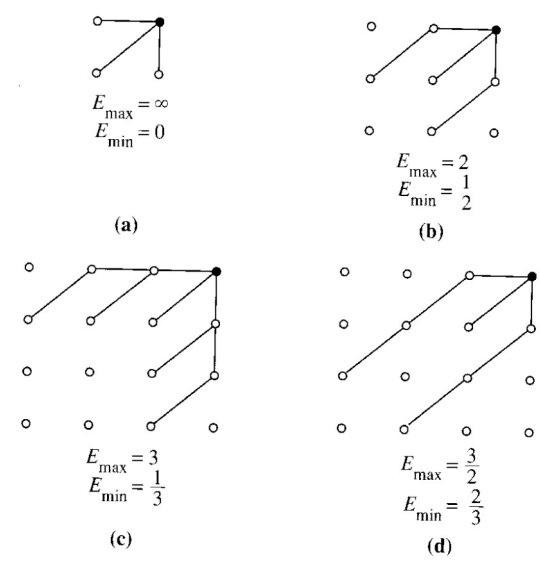 E_max = ∞
E_min = 0
(a)
E_max = 2
E_min = 1/2
(b)
E_max = 3
E_min = 1/3
(c)
E_max = 3/2
E_min = 2/3
(d)